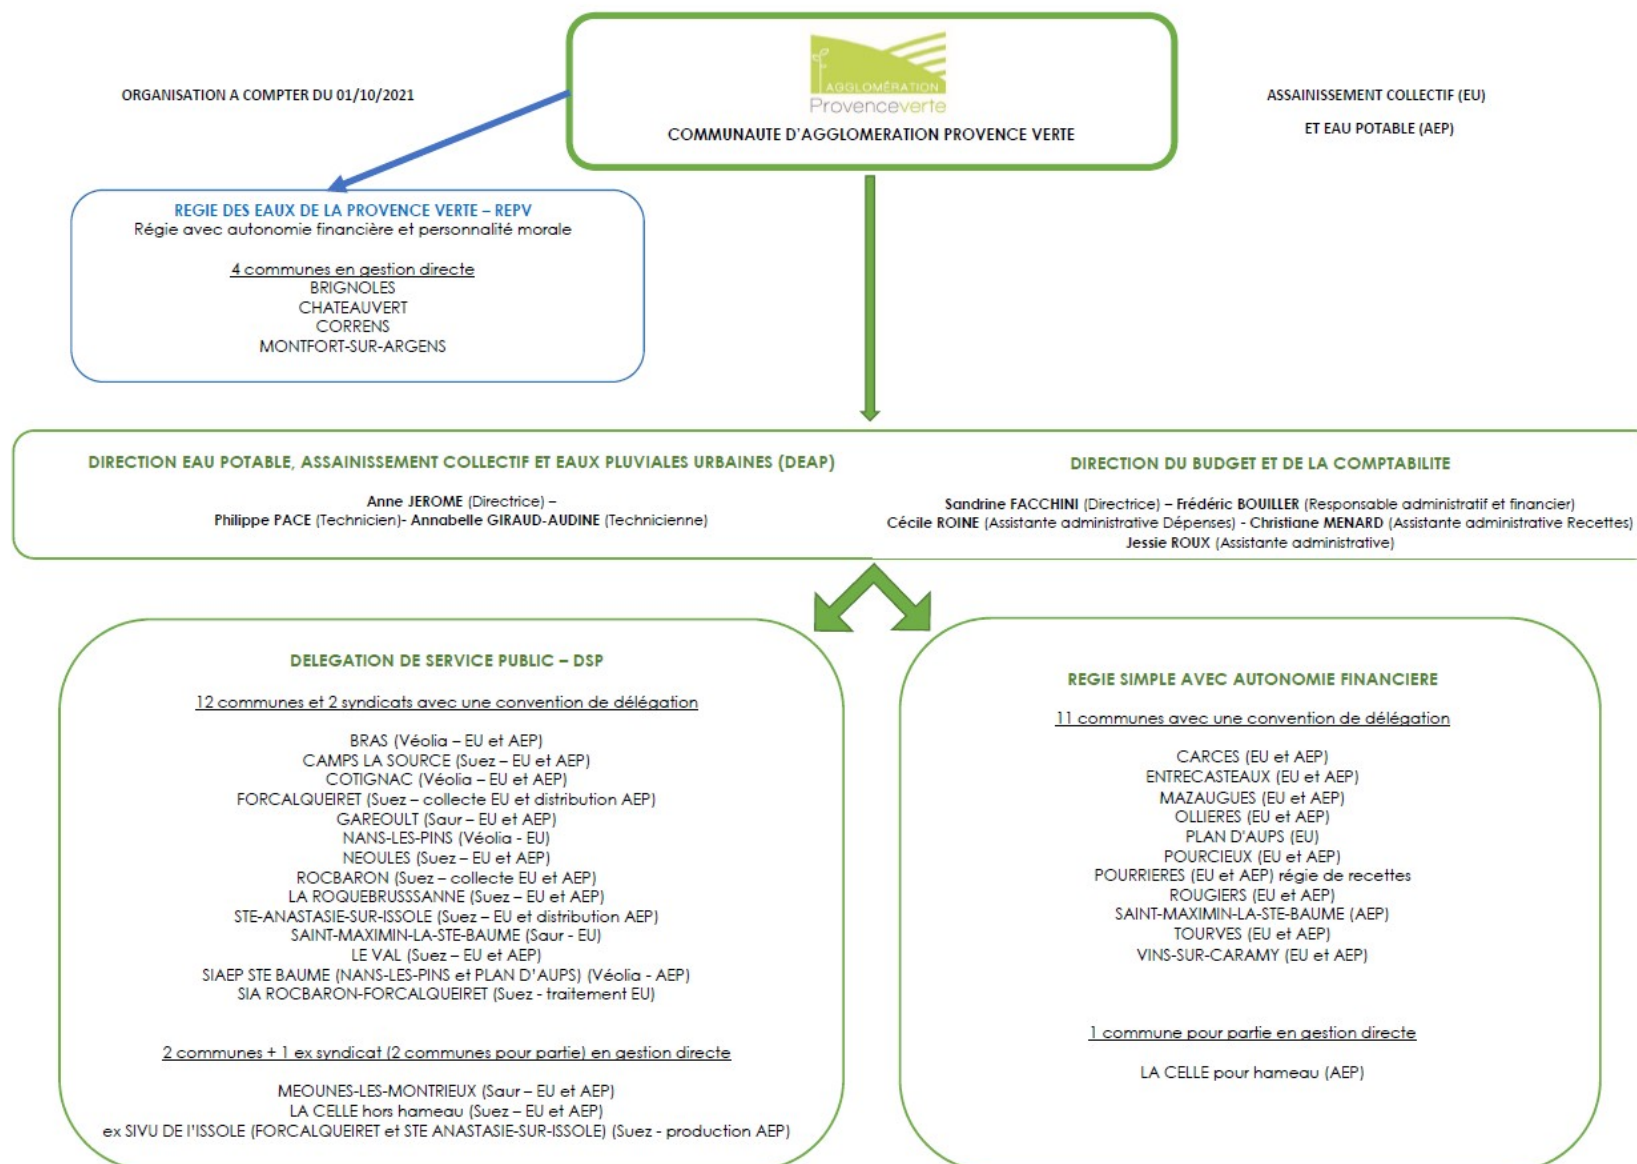 ORGANISATION A COMPTER DU 01/10/2021
AGGLOMÉRATION
Provenceverte
COMMUNAUTE D'AGGLOMERATION PROVENCE VERTE
ASSAINISSEMENT COLLECTIF (EU)
ET EAU POTABLE (AEP)
REGIE DES EAUX DE LA PROVENCE VERTE – REPV
Régie avec autonomie financière et personnalité morale
4 communes en gestion directe
BRIGNOLES
CHATEAUVERT
CORRENS
MONTFORT-SUR-ARGENS
DIRECTION EAU POTABLE, ASSAINISSEMENT COLLECTIF ET EAUX PLUVIALES URBAINES (DEAP)
Anne JEROME (Directrice) –
Philippe PACE (Technicien)- Annabelle GIRAUD-AUDINE (Technicienne)
DIRECTION DU BUDGET ET DE LA COMPTABILITE
Sandrine FACCHINI (Directrice) – Frédéric BOUILLER (Responsable administratif et financier)
Cécile ROINE (Assistante administrative Dépenses) - Christiane MENARD (Assistante administrative Recettes)
Jessie ROUX (Assistante administrative)
DELEGATION DE SERVICE PUBLIC – DSP
12 communes et 2 syndicats avec une convention de délégation
BRAS (Véolia – EU et AEP)
CAMPS LA SOURCE (Suez – EU et AEP)
COTIGNAC (Véolia – EU et AEP)
FORCALQUEIRET (Suez – collecte EU et distribution AEP)
GAREOULT (Saur – EU et AEP)
NANS-LES-PINS (Véolia - EU)
NEOULES (Suez – EU et AEP)
ROCBARON (Suez – collecte EU et AEP)
LA ROQUEBRUSSSANNE (Suez – EU et AEP)
STE-ANASTASIE-SUR-ISSOLE (Suez – EU et distribution AEP)
SAINT-MAXIMIN-LA-STE-BAUME (Saur - EU)
LE VAL (Suez – EU et AEP)
SIAEP STE BAUME (NANS-LES-PINS et PLAN D'AUPS) (Véolia - AEP)
SIA ROCBARON-FORCALQUEIRET (Suez - traitement EU)
2 communes + 1 ex syndicat (2 communes pour partie) en gestion directe
MEOUNES-LES-MONTRIEUX (Saur – EU et AEP)
LA CELLE hors hameau (Suez – EU et AEP)
ex SIVU DE l'ISSOLE (FORCALQUEIRET et STE ANASTASIE-SUR-ISSOLE) (Suez - production AEP)
REGIE SIMPLE AVEC AUTONOMIE FINANCIERE
11 communes avec une convention de délégation
CARCES (EU et AEP)
ENTRECASTEAUX (EU et AEP)
MAZAUGUES (EU et AEP)
OLLIERES (EU et AEP)
PLAN D'AUPS (EU)
POURCIEUX (EU et AEP)
POURRIERES (EU et AEP) régie de recettes
ROUGIERS (EU et AEP)
SAINT-MAXIMIN-LA-STE-BAUME (AEP)
TOURVES (EU et AEP)
VINS-SUR-CARAMY (EU et AEP)
1 commune pour partie en gestion directe
LA CELLE pour hameau (AEP)